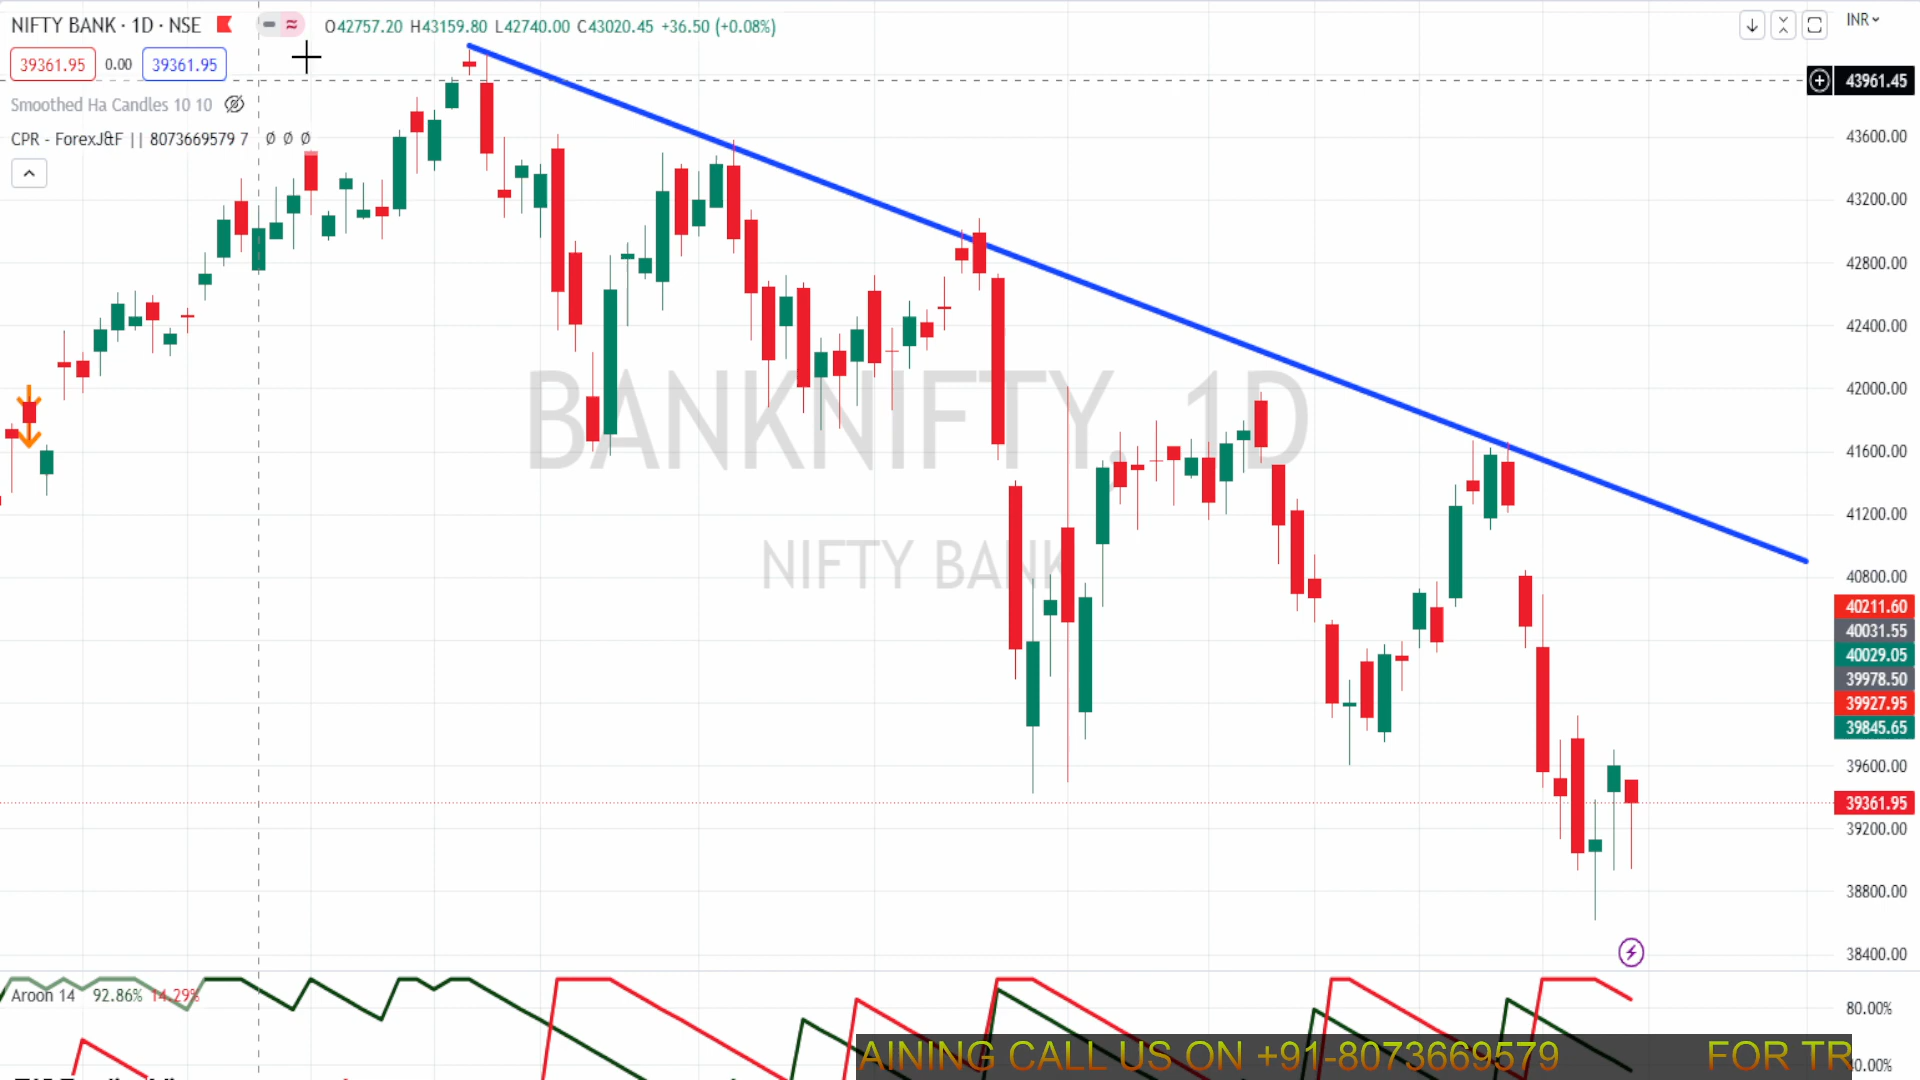 NIFTY BANK · 1D · NSE
O42757.20 H43159.80 L42740.00 C43020.45 +36.50 (+0.08%)
INR
39361.95 0.00 39361.95
Smoothed Ha Candles 10 10
CPR - ForexJ&F || 8073669579 7 Ø Ø Ø
43961.45
43600.00
43200.00
42800.00
42400.00
42000.00
41600.00
41200.00
40800.00
40211.60
40031.55
40029.05
39978.50
39927.95
39845.65
39600.00
39361.95
39200.00
38800.00
38400.00
BANKNIFTY, 1D
NIFTY BANK
Aroon 14 92.86% 14.29%
80.00%
AINING CALL US ON +91-8073669579 FOR TR